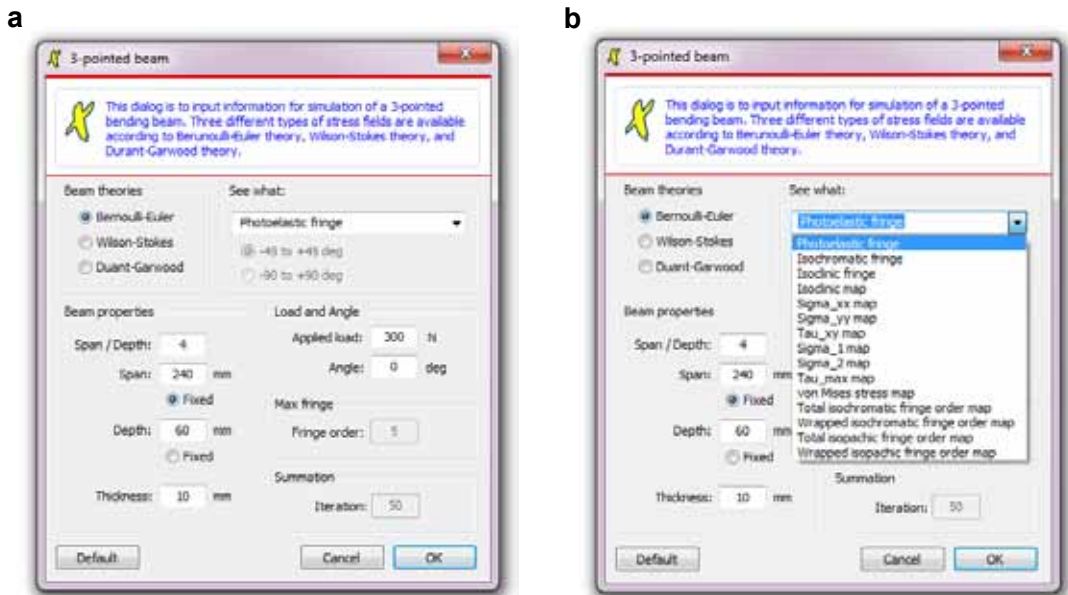 a
3-pointed beam
This dialog is to input information for simulation of a 3-pointed
bending beam. Three different types of stress fields are available
according to Berunoulli-Euler theory, Wilson-Stokes theory, and
Durant-Garwood theory.
Beam theories
See what:
Bernoulli-Euler
Wilson-Stokes
Duant-Garwood
Photoelastic fringe
-45 to +45 deg
-90 to +90 deg
Beam properties
Span / Depth: 4
Span: 240 mm
Fixed
Depth: 60 mm
Fixed
Thickness: 10 mm
Load and Angle
Applied load: 300 N
Angle: 0 deg
Max fringe
Fringe order: 5
Summation
Iteration: 50
Default
Cancel
OK
b
3-pointed beam
This dialog is to input information for simulation of a 3-pointed
bending beam. Three different types of stress fields are available
according to Berunoulli-Euler theory, Wilson-Stokes theory, and
Durant-Garwood theory.
Beam theories
See what:
Bernoulli-Euler
Wilson-Stokes
Duant-Garwood
Photoelastic fringe
Photoelastic fringe
Isochromatic fringe
Isoclinic fringe
Isoclinic map
Sigma_xx map
Sigma_yy map
Tau_xy map
Sigma_1 map
Sigma_2 map
Tau_max map
von Mises stress map
Total isochromatic fringe order map
Wrapped isochromatic fringe order map
Total isopachic fringe order map
Wrapped isopachic fringe order map
Beam properties
Span / Depth: 4
Span: 240 mm
Fixed
Depth: 60 mm
Fixed
Thickness: 10 mm
Summation
Iteration: 50
Default
Cancel
OK